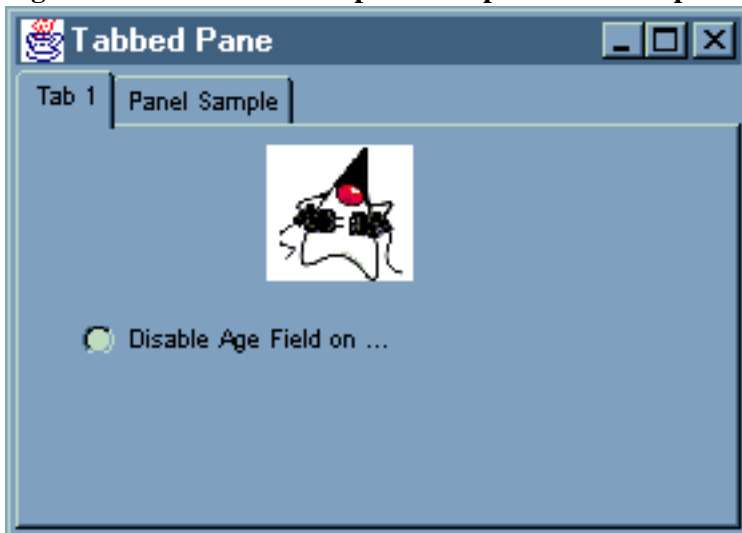 Tabbed Pane
Tab 1
Panel Sample
Disable Age Field on ...